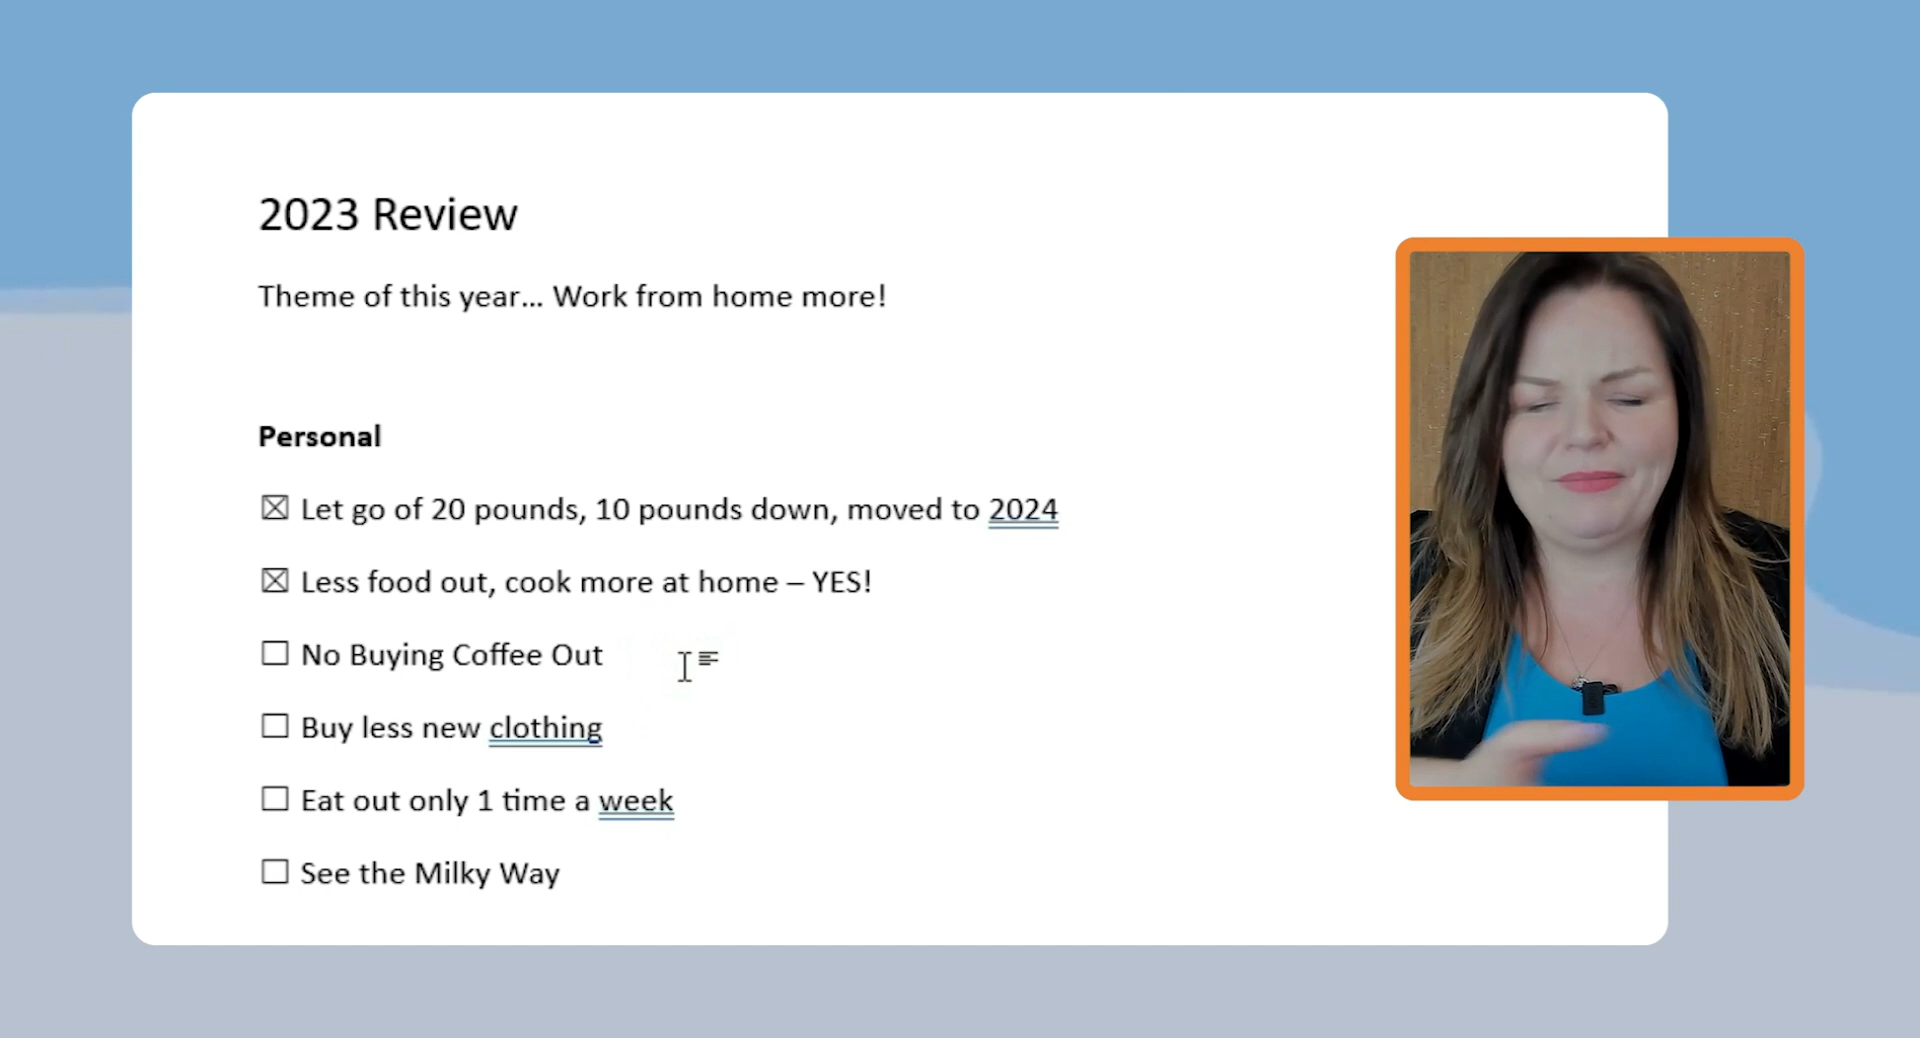 2023 Review
Theme of this year... Work from home more!
Personal
☒ Let go of 20 pounds, 10 pounds down, moved to 2024
☒ Less food out, cook more at home – YES!
☐ No Buying Coffee Out
☐ Buy less new clothing
☐ Eat out only 1 time a week
☐ See the Milky Way